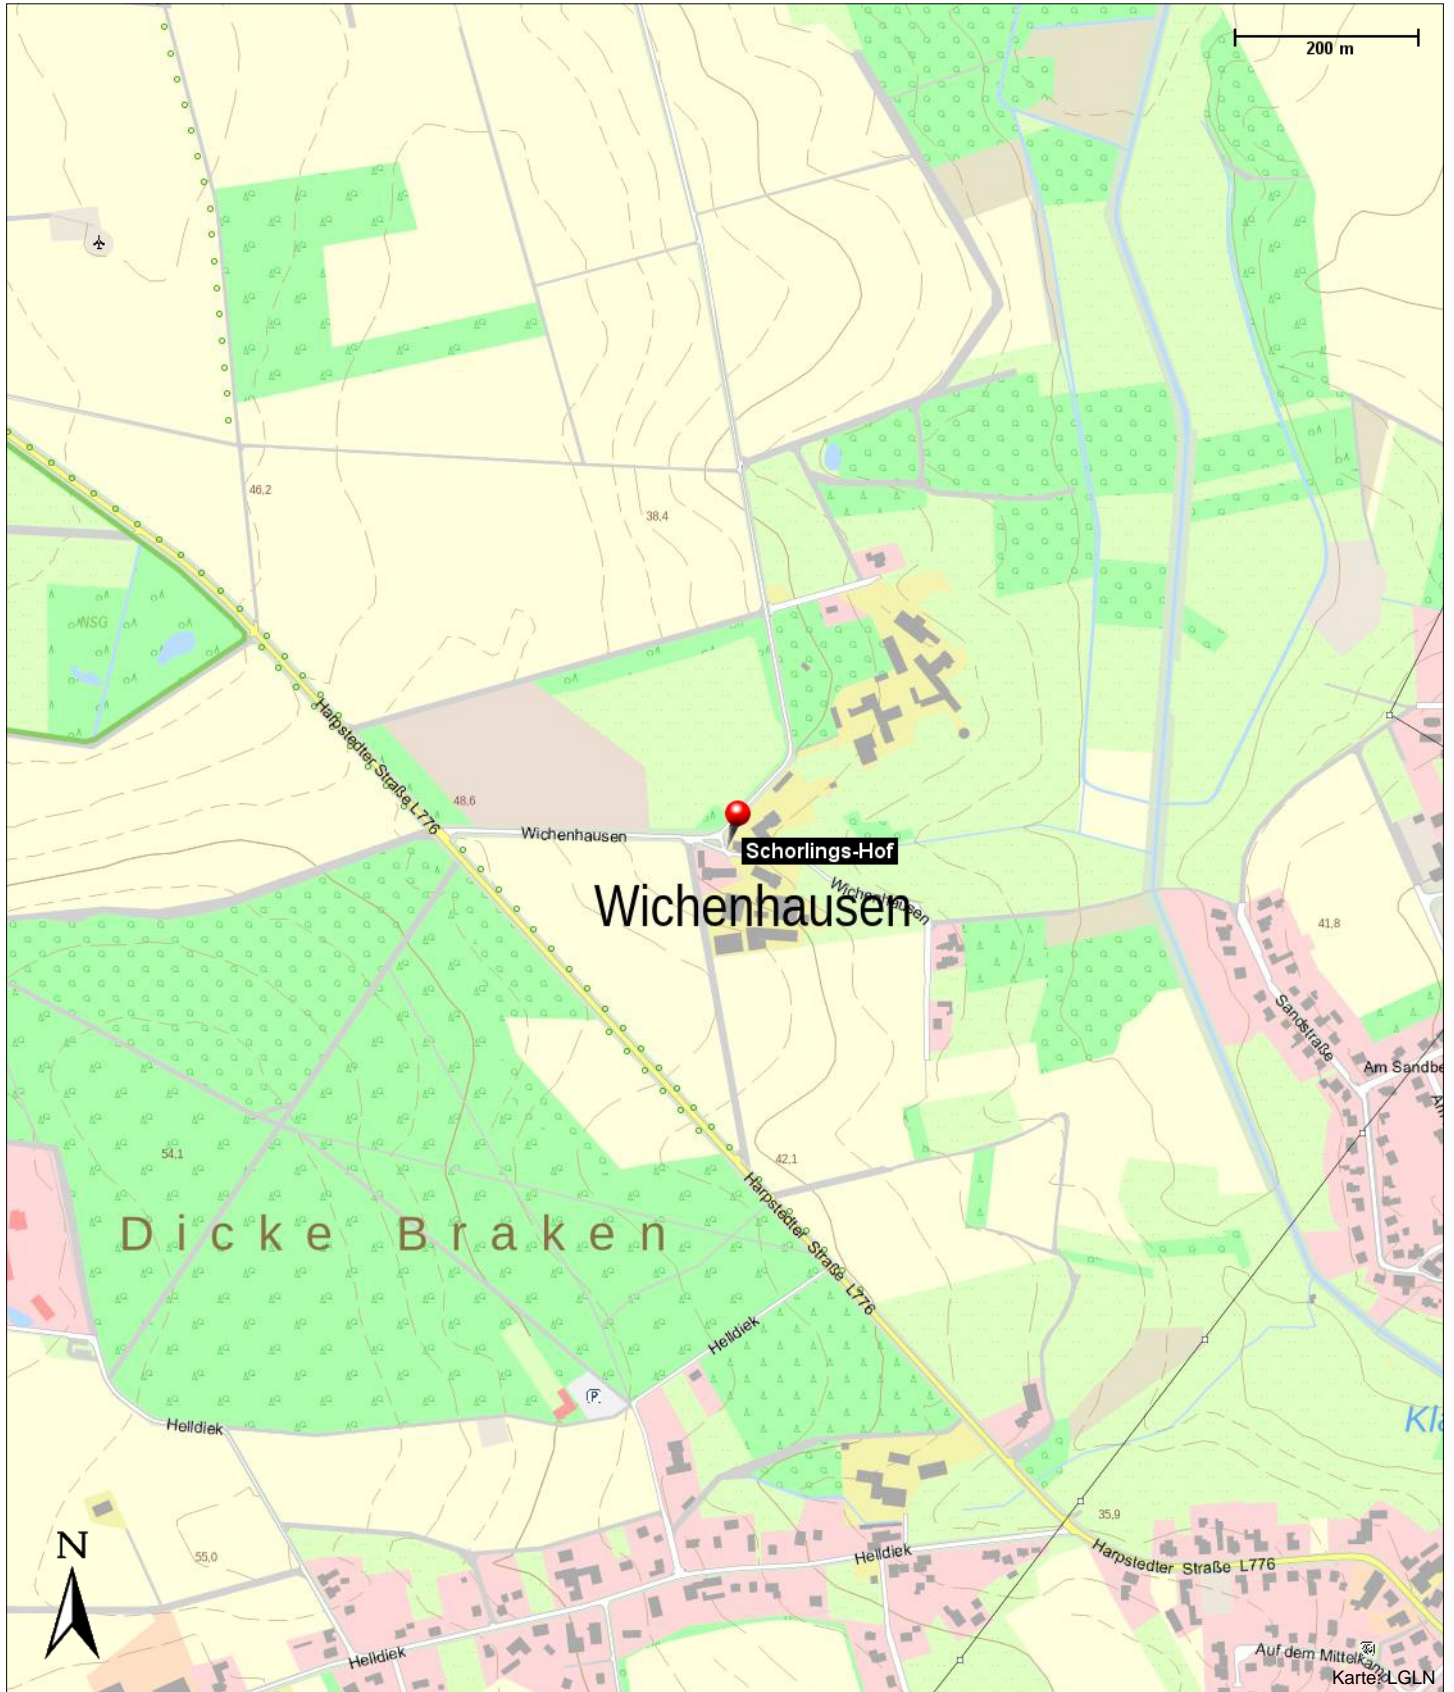 200 m
46,2
38,4
NSG
Harpstedter Straße L776
48,6
Wichenhausen
Schorlings-Hof
Wichenhausen
Wichenhausen
41,8
Sandstraße
Am Sandbe
Am
54,1
42,1
Dicke Braken
Harpstedter Straße L776
Helldiek
P
Helldiek
Kla
N
35,9
55,0
Helldiek
Harpstedter Straße L776
Helldiek
Auf dem Mittelkamp
Karte: LGLN